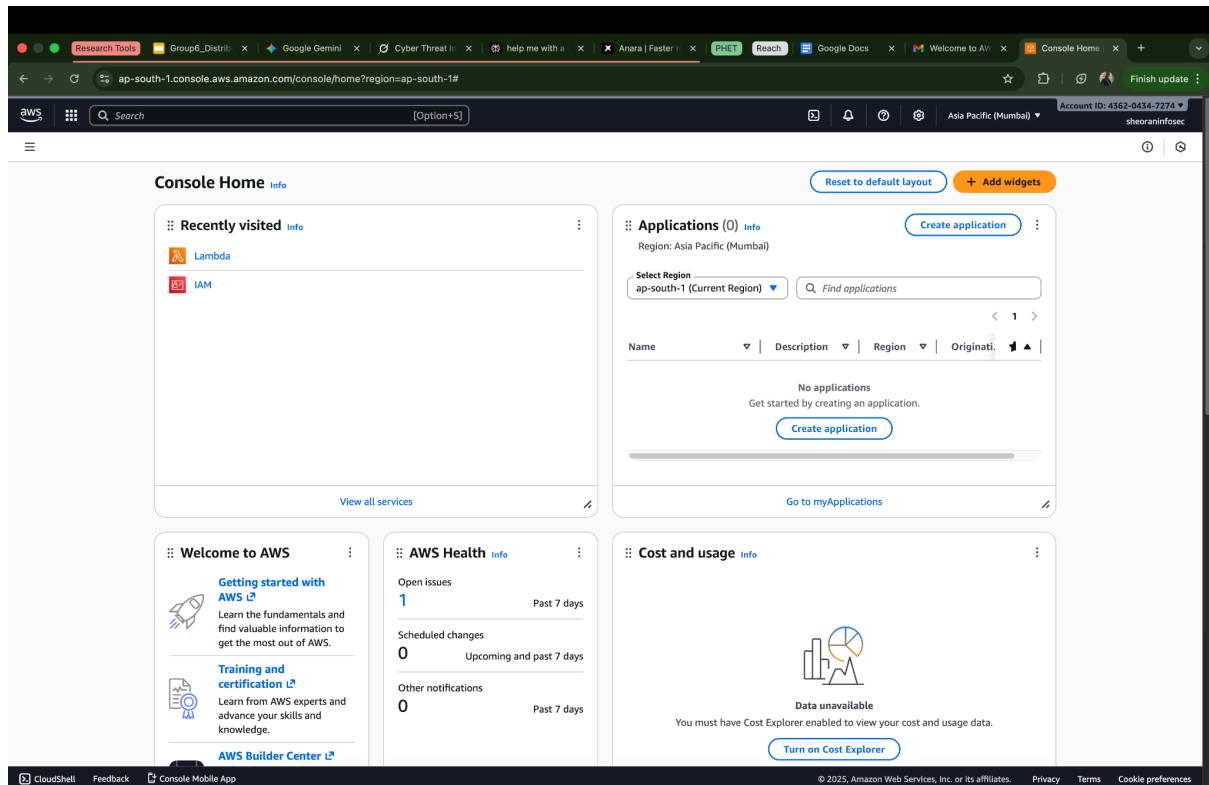 Research Tools
Group6_Distrib
Google Gemini
Cyber Threat In
help me with a
Anara | Faster r
PHET
Reach
Google Docs
Welcome to AW
Console Home |
ap-south-1.console.aws.amazon.com/console/home?region=ap-south-1#
Finish update
aws
Search
[Option+S]
Asia Pacific (Mumbai)
Account ID: 4362-0434-7274
sheoraninfosec
Console Home Info
Reset to default layout
+ Add widgets
Recently visited Info
Lambda
IAM
View all services
Applications (0) Info
Create application
Region: Asia Pacific (Mumbai)
Select Region
ap-south-1 (Current Region)
Find applications
1
Name
Description
Region
Originati.
No applications
Get started by creating an application.
Create application
Go to myApplications
Welcome to AWS
Getting started with
AWS
Learn the fundamentals and
find valuable information to
get the most out of AWS.
Training and
certification
Learn from AWS experts and
advance your skills and
knowledge.
AWS Builder Center
AWS Health Info
Open issues
1 Past 7 days
Scheduled changes
0 Upcoming and past 7 days
Other notifications
0 Past 7 days
Cost and usage Info
Data unavailable
You must have Cost Explorer enabled to view your cost and usage data.
Turn on Cost Explorer
CloudShell
Feedback
Console Mobile App
© 2025, Amazon Web Services, Inc. or its affiliates.
Privacy
Terms
Cookie preferences